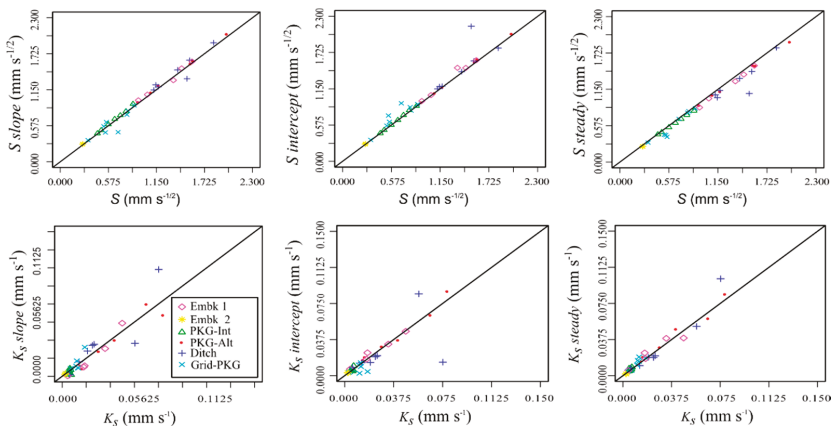 S slope (mm s-1/2)
2.300
1.725
1.150
0.575
0.000
0.000 0.575 1.150 1.725 2.300
S (mm s-1/2)
S intercept (mm s-1/2)
2.300
1.725
1.150
0.575
0.000
0.000 0.575 1.150 1.725 2.300
S (mm s-1/2)
S steady (mm s-1/2)
2.300
1.725
1.150
0.575
0.000
0.000 0.575 1.150 1.725 2.300
S (mm s-1/2)
Ks slope (mm s-1)
0.1125
0.05625
0.0000
0.0000 0.05625 0.1125
Ks (mm s-1)
Embk 1
Embk 2
PKG-Int
PKG-Alt
Ditch
Grid-PKG
Ks intercept (mm s-1)
0.1500
0.1125
0.0750
0.0375
0.0000
0.000 0.0375 0.075 0.1125 0.150
Ks (mm s-1)
Ks steady (mm s-1)
0.1500
0.1125
0.0750
0.0375
0.0000
0.000 0.0375 0.075 0.1125 0.150
Ks (mm s-1)